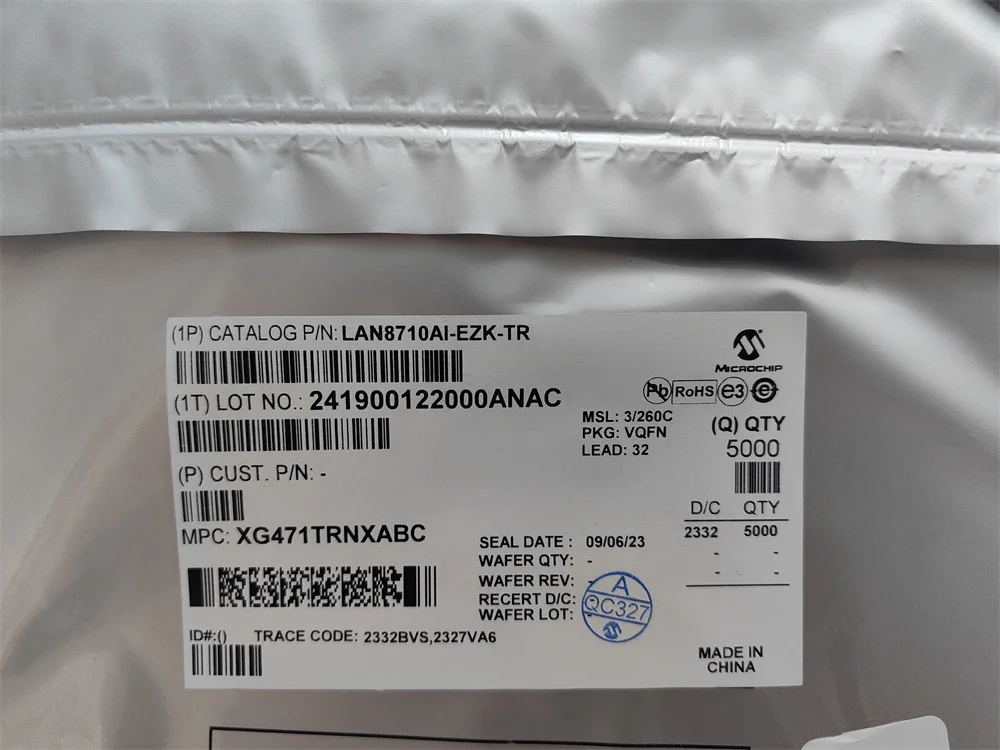 (1P) CATALOG P/N: LAN8710AI-EZK-TR
MICROCHIP
(1T) LOT NO.: 241900122000ANAC
Pb RoHS e3 e
MSL: 3/260C
PKG: VQFN
LEAD: 32
(Q) QTY
5000
(P) CUST. P/N: -
D/C QTY
2332 5000
- -
- -
MPC: XG471TRNXABC
SEAL DATE : 09/06/23
WAFER QTY: -
WAFER REV: -
RECERT D/C:
WAFER LOT:
A
QC327
ID#:() TRACE CODE: 2332BVS,2327VA6
MADE IN
CHINA